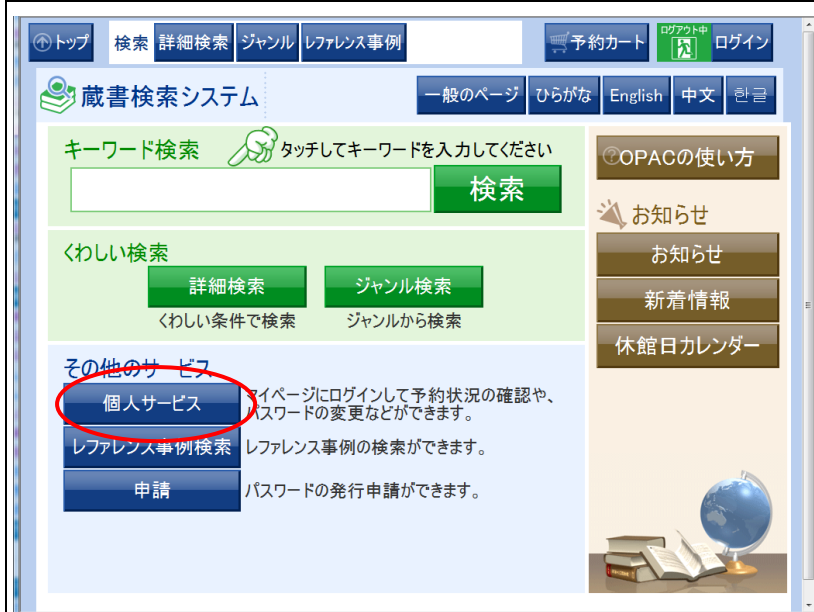 トップ 検索 詳細検索 ジャンル レファレンス事例 予約カート ログアウト中 ログイン
蔵書検索システム 一般のページ ひらがな English 中文 한글
キーワード検索 タッチしてキーワードを入力してください
検索
くわしい検索
詳細検索 ジャンル検索
くわしい条件で検索 ジャンルから検索
その他のサービス
個人サービス マイページにログインして予約状況の確認や、
パスワードの変更などができます。
レファレンス事例検索 レファレンス事例の検索ができます。
申請 パスワードの発行申請ができます。
?OPACの使い方
お知らせ
お知らせ
新着情報
休館日カレンダー